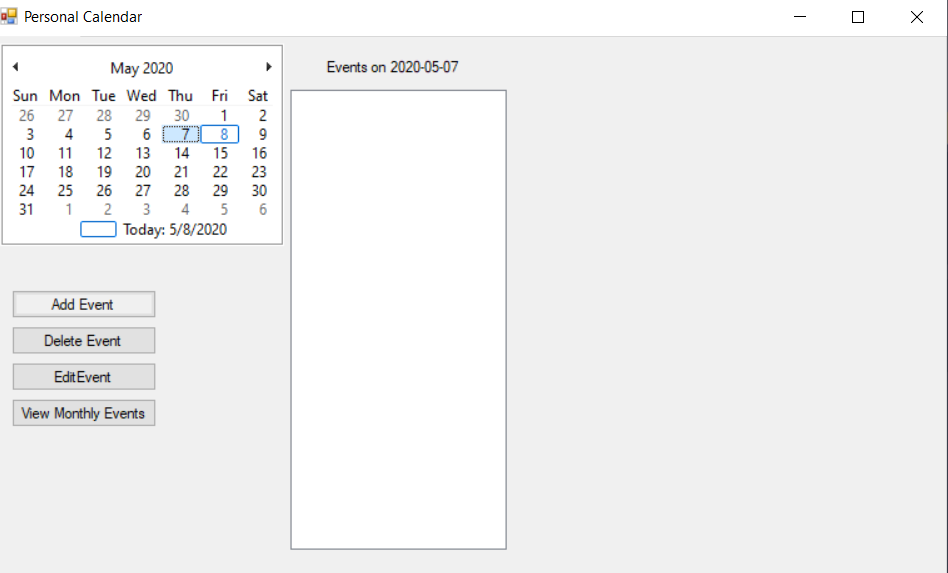 Personal Calendar
May 2020
Sun Mon Tue Wed Thu Fri Sat
26 27 28 29 30 1 2
3 4 5 6 7 8 9
10 11 12 13 14 15 16
17 18 19 20 21 22 23
24 25 26 27 28 29 30
31 1 2 3 4 5 6
Today: 5/8/2020
Add Event
Delete Event
EditEvent
View Monthly Events
Events on 2020-05-07